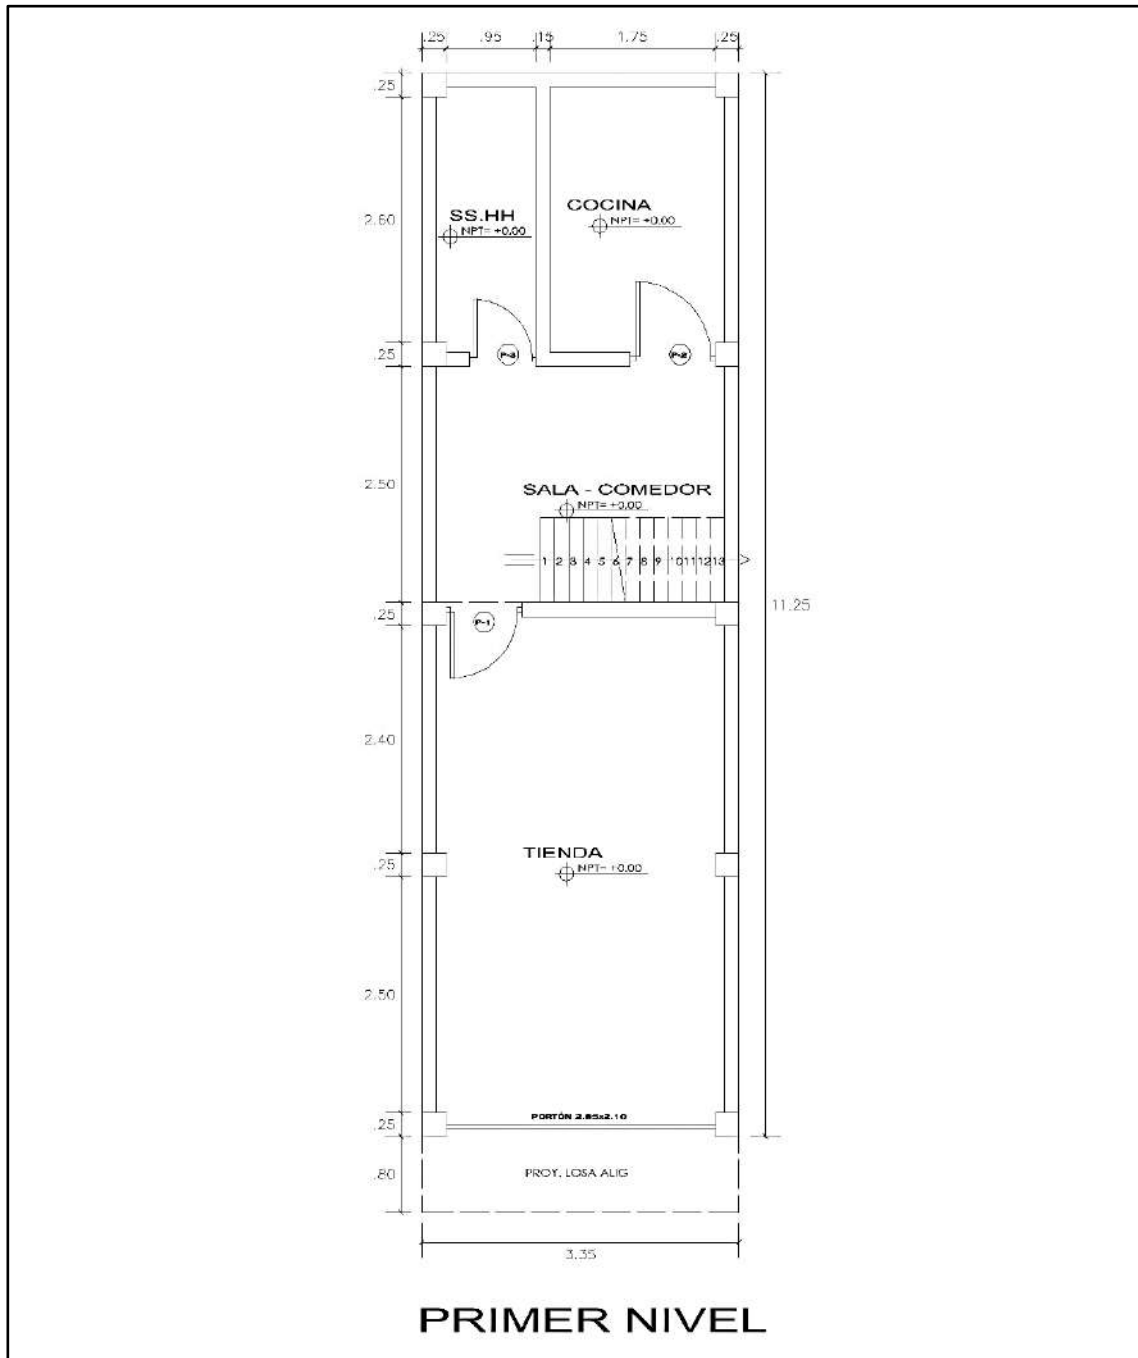 .25 .95 .15 1.75 .25
.25
2.60
SS.HH
NPT= +0.00
COCINA
NPT= +0.00
.25
P-3
P-2
2.50
SALA - COMEDOR
NPT= +0.00
1 2 3 4 5 6 7 8 9 10 11 12 13
.25
P-1
11.25
2.40
TIENDA
NPT= +0.00
.25
2.50
PORTÓN 2.85x2.10
.25
.80
PROY. LOSA ALIG
3.35
PRIMER NIVEL